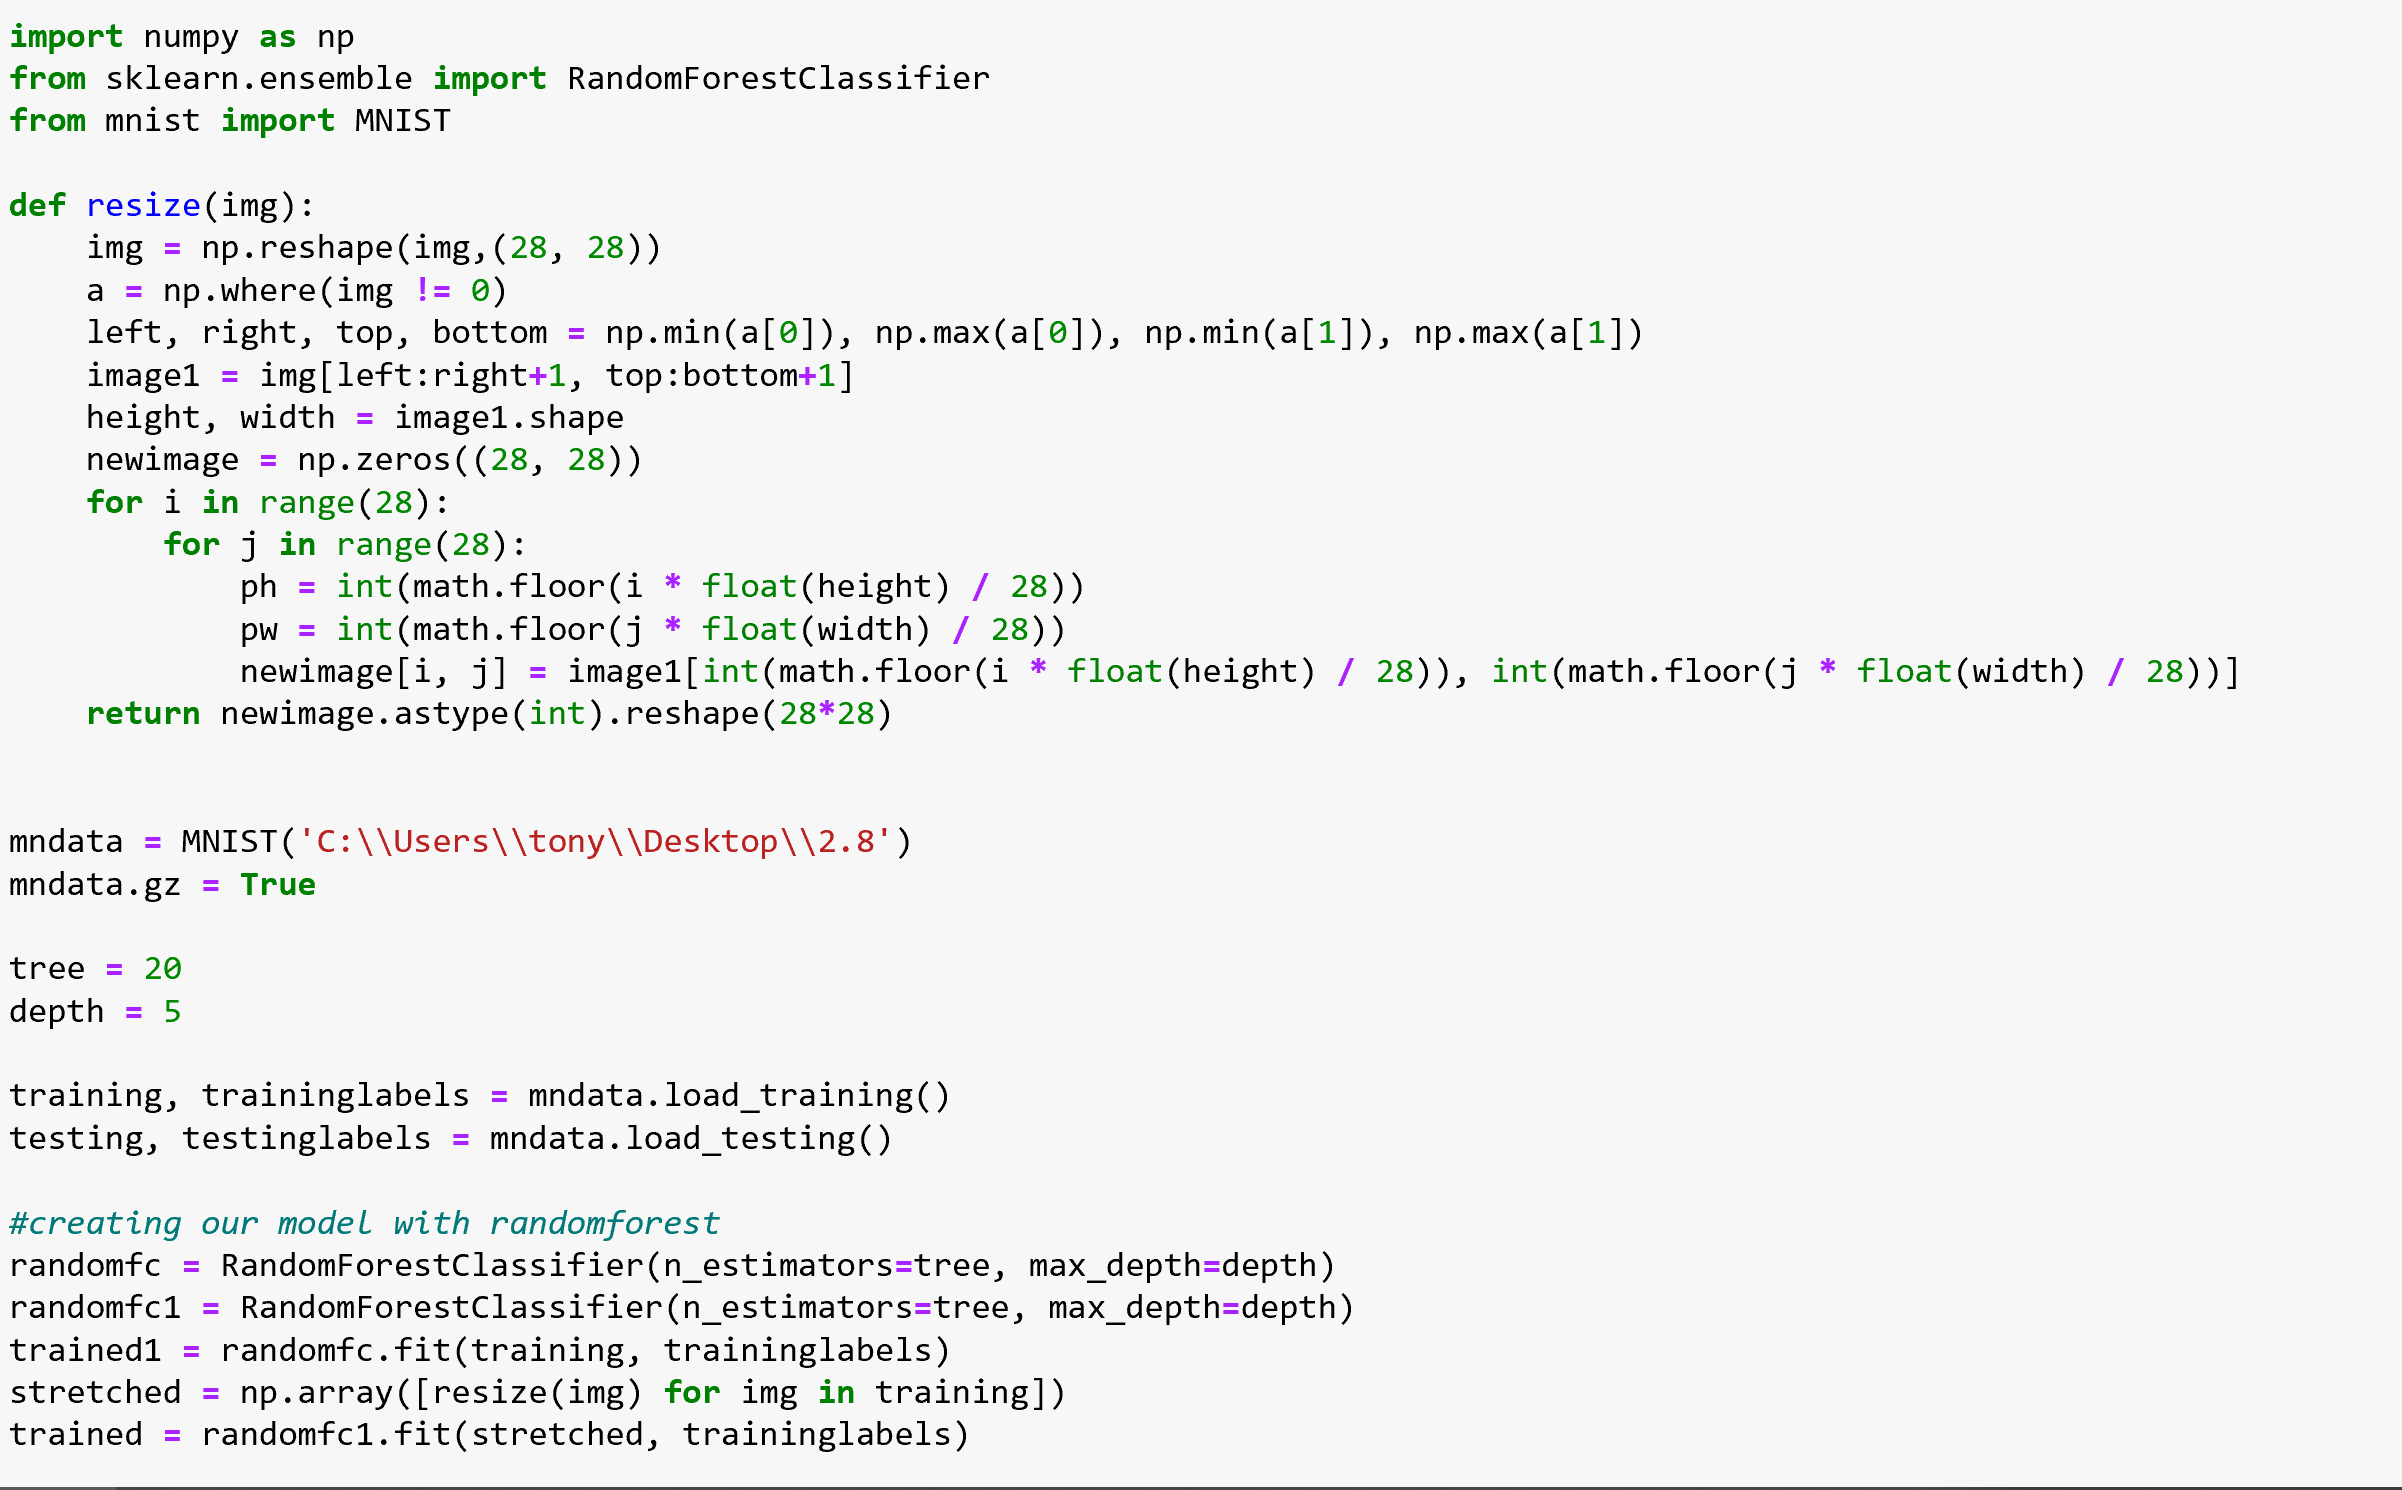 import numpy as np
from sklearn.ensemble import RandomForestClassifier
from mnist import MNIST

def resize(img):
    img = np.reshape(img,(28, 28))
    a = np.where(img != 0)
    left, right, top, bottom = np.min(a[0]), np.max(a[0]), np.min(a[1]), np.max(a[1])
    image1 = img[left:right+1, top:bottom+1]
    height, width = image1.shape
    newimage = np.zeros((28, 28))
    for i in range(28):
        for j in range(28):
            ph = int(math.floor(i * float(height) / 28))
            pw = int(math.floor(j * float(width) / 28))
            newimage[i, j] = image1[int(math.floor(i * float(height) / 28)), int(math.floor(j * float(width) / 28))]
    return newimage.astype(int).reshape(28*28)


mndata = MNIST('C:\\Users\\tony\\Desktop\\2.8')
mndata.gz = True

tree = 20
depth = 5

training, traininglabels = mndata.load_training()
testing, testinglabels = mndata.load_testing()

#creating our model with randomforest
randomfc = RandomForestClassifier(n_estimators=tree, max_depth=depth)
randomfc1 = RandomForestClassifier(n_estimators=tree, max_depth=depth)
trained1 = randomfc.fit(training, traininglabels)
stretched = np.array([resize(img) for img in training])
trained = randomfc1.fit(stretched, traininglabels)